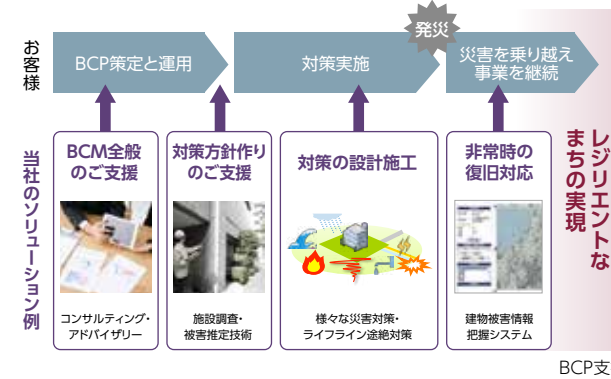 お客様
BCP策定と運用
対策実施
発災
災害を乗り越え
事業を継続
当社のソリューション例
BCM全般
のご支援
コンサルティング・
アドバイザリー
対策方針作り
のご支援
施設調査・
被害推定技術
対策の設計施工
様々な災害対策・
ライフライン途絶対策
非常時の
復旧対応
建物被害情報
把握システム
レジリエントな
まちの実現
BCP支